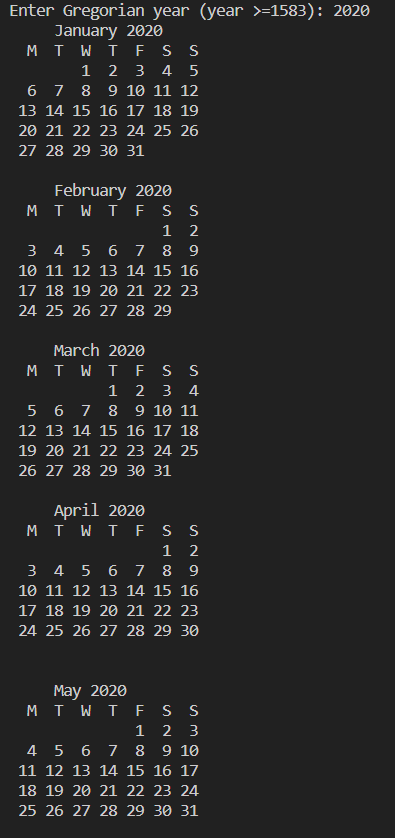 Enter Gregorian year (year >=1583): 2020
January 2020
M T W T F S S
1 2 3 4 5
6 7 8 9 10 11 12
13 14 15 16 17 18 19
20 21 22 23 24 25 26
27 28 29 30 31
February 2020
M T W T F S S
1 2
3 4 5 6 7 8 9
10 11 12 13 14 15 16
17 18 19 20 21 22 23
24 25 26 27 28 29
March 2020
M T W T F S S
1 2 3 4
5 6 7 8 9 10 11
12 13 14 15 16 17 18
19 20 21 22 23 24 25
26 27 28 29 30 31
April 2020
M T W T F S S
1 2
3 4 5 6 7 8 9
10 11 12 13 14 15 16
17 18 19 20 21 22 23
24 25 26 27 28 29 30
May 2020
M T W T F S S
1 2 3
4 5 6 7 8 9 10
11 12 13 14 15 16 17
18 19 20 21 22 23 24
25 26 27 28 29 30 31